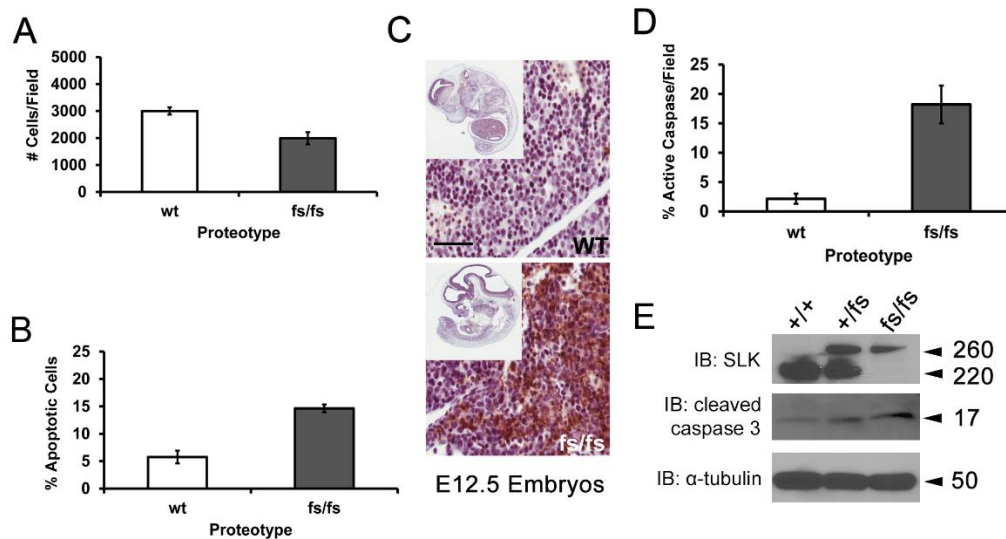 A
# Cells/Field
5000
4000
3000
2000
1000
0
wt
fs/fs
Proteotype
B
% Apoptotic Cells
25
20
15
10
5
0
wt
fs/fs
Proteotype
C
WT
fs/fs
E12.5 Embryos
D
% Active Caspase/Field
25
20
15
10
5
0
wt
fs/fs
Proteotype
E
+/+
+/fs
fs/fs
IB: SLK
260
220
IB: cleaved
caspase 3
17
IB: α-tubulin
50